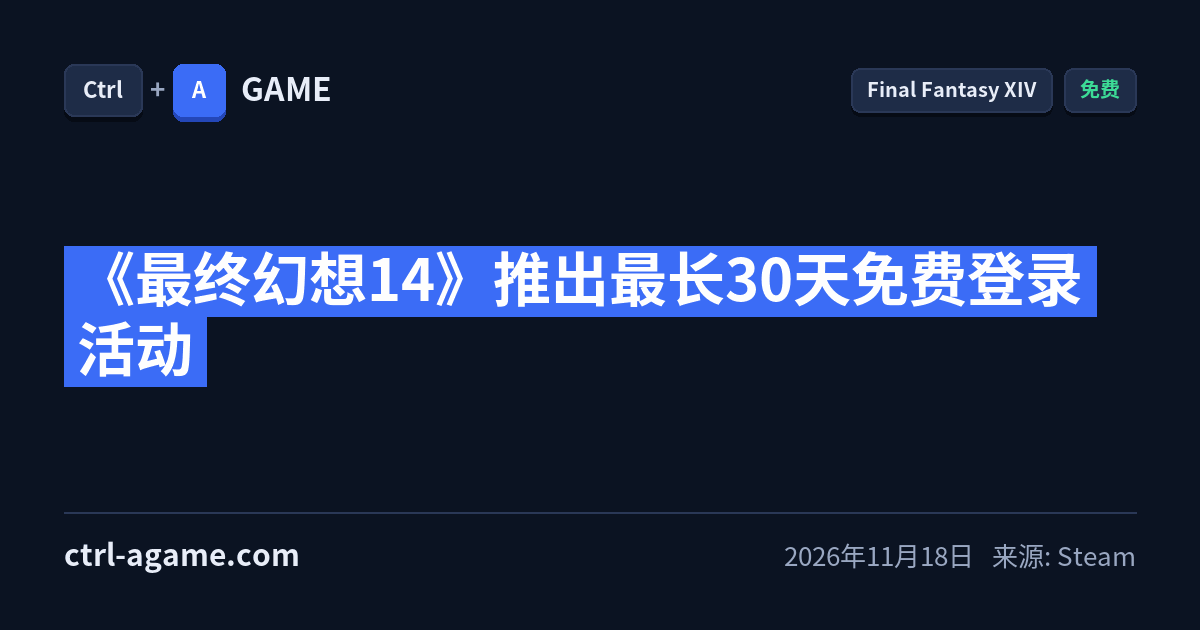 Ctrl + A GAME
Final Fantasy XIV 免费
《最终幻想14》推出最长30天免费登录
活动
ctrl-agame.com
2026年11月18日 来源: Steam